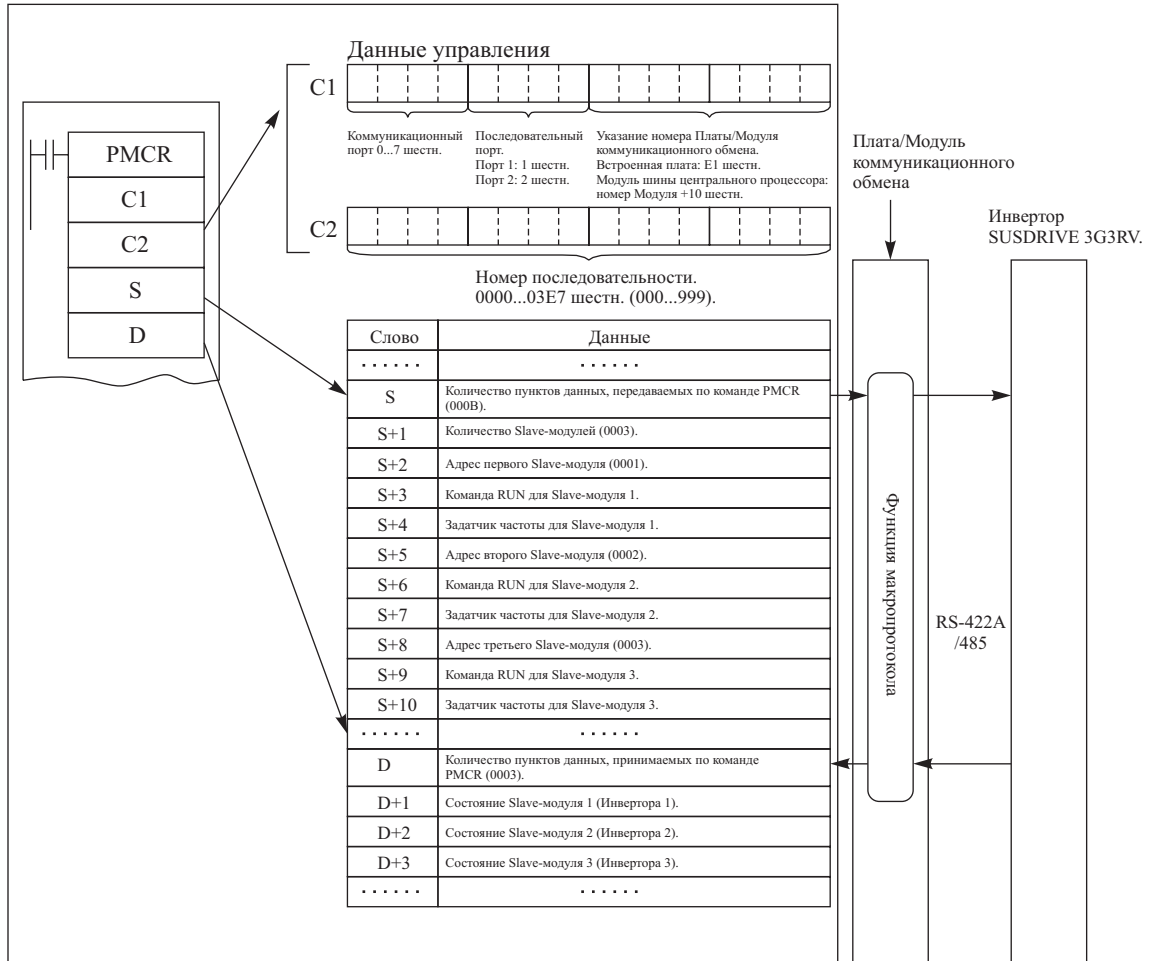 Данные управления
C1
Коммуникационный
порт 0...7 шестн.
Последовательный
порт.
Порт 1: 1 шестн.
Порт 2: 2 шестн.
Указание номера Платы/Модуля
коммуникационного обмена.
Встроенная плата: E1 шестн.
Модуль шины центрального процессора:
номер Модуля +10 шестн.
C2
Номер последовательности.
0000...03E7 шестн. (000...999).
PMCR
C1
C2
S
D
Плата/Модуль
коммуникационного
обмена
Инвертор
SUSDRIVE 3G3RV.
Слово Данные
. . . . . . . . . . . .
S Количество пунктов данных, передаваемых по команде PMCR
(000B).
S+1 Количество Slave-модулей (0003).
S+2 Адрес первого Slave-модуля (0001).
S+3 Команда RUN для Slave-модуля 1.
S+4 Задатчик частоты для Slave-модуля 1.
S+5 Адрес второго Slave-модуля (0002).
S+6 Команда RUN для Slave-модуля 2.
S+7 Задатчик частоты для Slave-модуля 2.
S+8 Адрес третьего Slave-модуля (0003).
S+9 Команда RUN для Slave-модуля 3.
S+10 Задатчик частоты для Slave-модуля 3.
. . . . . . . . . . . .
D Количество пунктов данных, принимаемых по команде
PMCR (0003).
D+1 Состояние Slave-модуля 1 (Инвертора 1).
D+2 Состояние Slave-модуля 2 (Инвертора 2).
D+3 Состояние Slave-модуля 3 (Инвертора 3).
. . . . . . . . . . . .
Функция макропротокола
RS-422A
/485